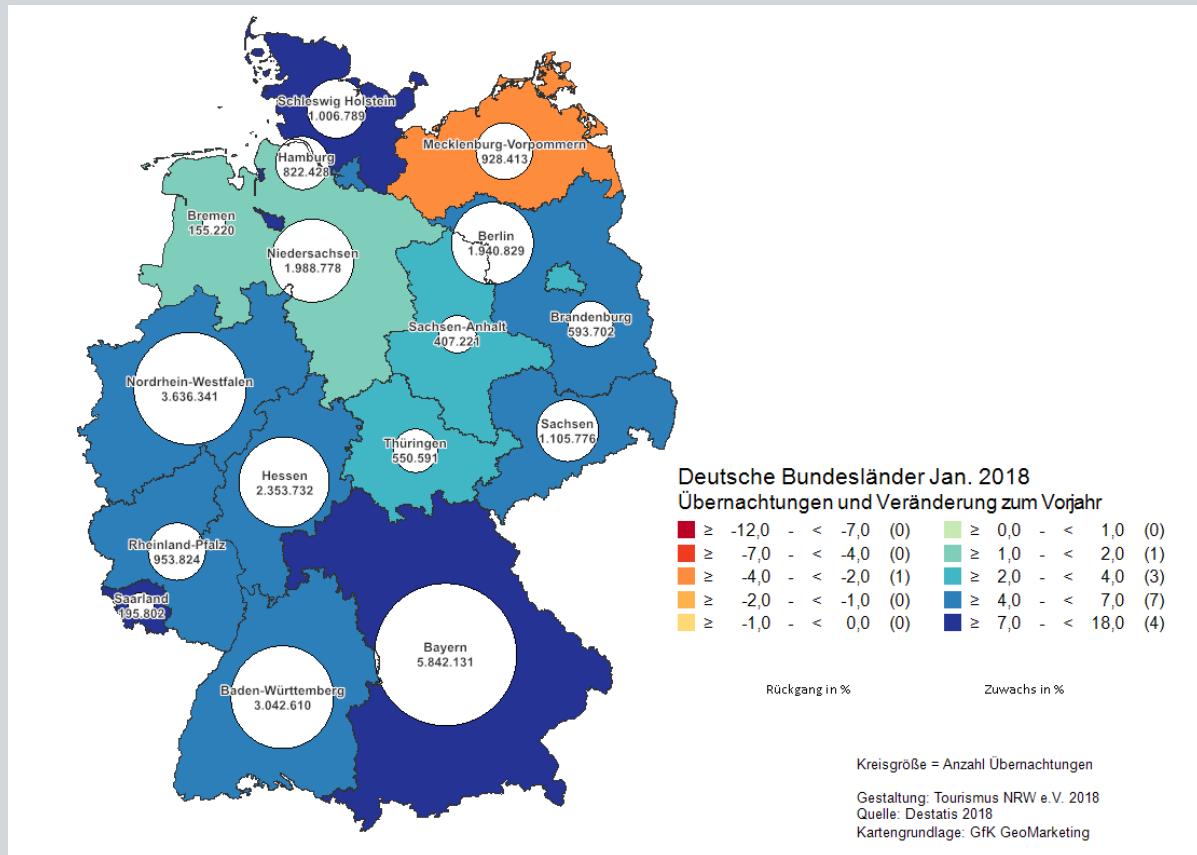 Schleswig Holstein
1.006.789
Mecklenburg-Vorpommern
928.413
Hamburg
822.428
Bremen
155.220
Berlin
1.940.829
Niedersachsen
1.988.778
Brandenburg
593.702
Sachsen-Anhalt
407.221
Nordrhein-Westfalen
3.636.341
Sachsen
1.105.776
Thüringen
550.591
Hessen
2.353.732
Rheinland-Pfalz
953.824
Saarland
195.802
Bayern
5.842.131
Baden-Württemberg
3.042.610
Deutsche Bundesländer Jan. 2018
Übernachtungen und Veränderung zum Vorjahr
≥ -12,0 - < -7,0 (0)
≥ -7,0 - < -4,0 (0)
≥ -4,0 - < -2,0 (1)
≥ -2,0 - < -1,0 (0)
≥ -1,0 - < 0,0 (0)
≥ 0,0 - < 1,0 (0)
≥ 1,0 - < 2,0 (1)
≥ 2,0 - < 4,0 (3)
≥ 4,0 - < 7,0 (7)
≥ 7,0 - < 18,0 (4)
Rückgang in %
Zuwachs in %
Kreisgröße = Anzahl Übernachtungen
Gestaltung: Tourismus NRW e.V. 2018
Quelle: Destatis 2018
Kartengrundlage: GfK GeoMarketing